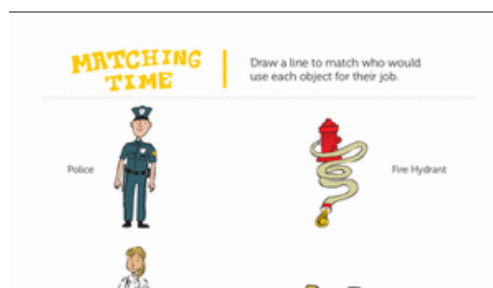 MATCHING
TIME
Draw a line to match who would
use each object for their job.
Police
Fire Hydrant